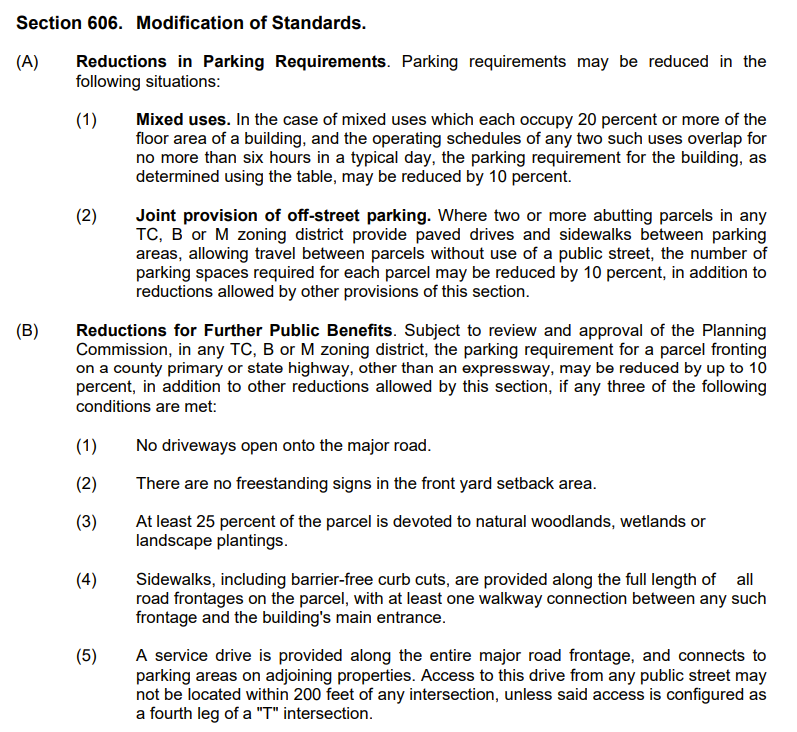 Section 606. Modification of Standards.
(A) Reductions in Parking Requirements. Parking requirements may be reduced in the
following situations:
(1) Mixed uses. In the case of mixed uses which each occupy 20 percent or more of the
floor area of a building, and the operating schedules of any two such uses overlap for
no more than six hours in a typical day, the parking requirement for the building, as
determined using the table, may be reduced by 10 percent.
(2) Joint provision of off-street parking. Where two or more abutting parcels in any
TC, B or M zoning district provide paved drives and sidewalks between parking
areas, allowing travel between parcels without use of a public street, the number of
parking spaces required for each parcel may be reduced by 10 percent, in addition to
reductions allowed by other provisions of this section.
(B) Reductions for Further Public Benefits. Subject to review and approval of the Planning
Commission, in any TC, B or M zoning district, the parking requirement for a parcel fronting
on a county primary or state highway, other than an expressway, may be reduced by up to 10
percent, in addition to other reductions allowed by this section, if any three of the following
conditions are met:
(1) No driveways open onto the major road.
(2) There are no freestanding signs in the front yard setback area.
(3) At least 25 percent of the parcel is devoted to natural woodlands, wetlands or
landscape plantings.
(4) Sidewalks, including barrier-free curb cuts, are provided along the full length of all
road frontages on the parcel, with at least one walkway connection between any such
frontage and the building's main entrance.
(5) A service drive is provided along the entire major road frontage, and connects to
parking areas on adjoining properties. Access to this drive from any public street may
not be located within 200 feet of any intersection, unless said access is configured as
a fourth leg of a "T" intersection.